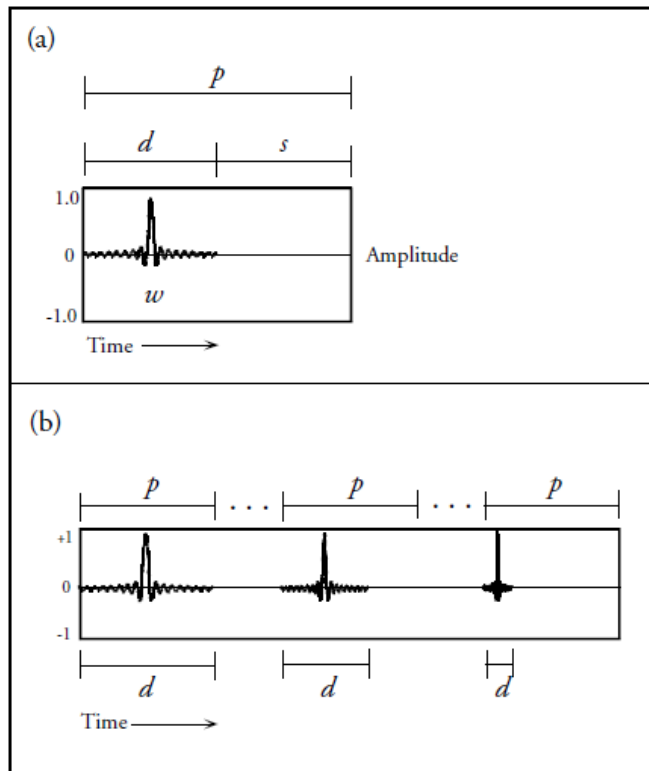 (a)
p
d s
1.0
0
-1.0
w
Amplitude
Time
(b)
p . . . p . . . p
+1
0
-1
d d d
Time